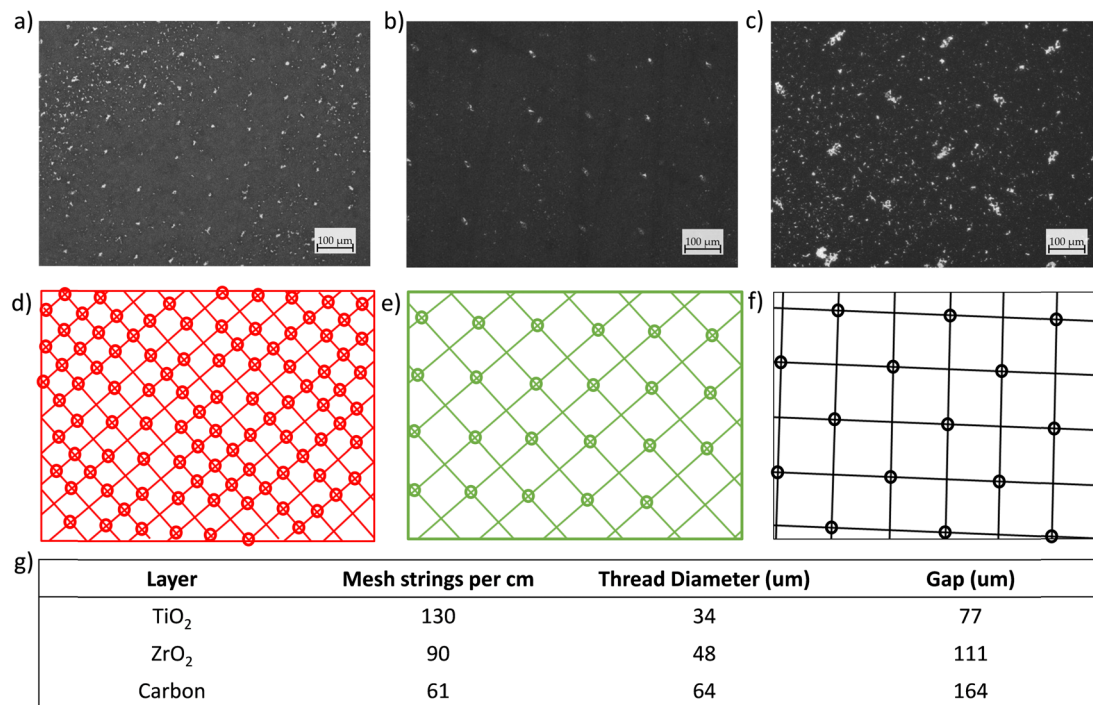 a)
b)
c)
100 µm
100 µm
100 µm
d)
e)
f)
g)
Layer Mesh strings per cm Thread Diameter (um) Gap (um)
TiO₂ 130 34 77
ZrO₂ 90 48 111
Carbon 61 64 164